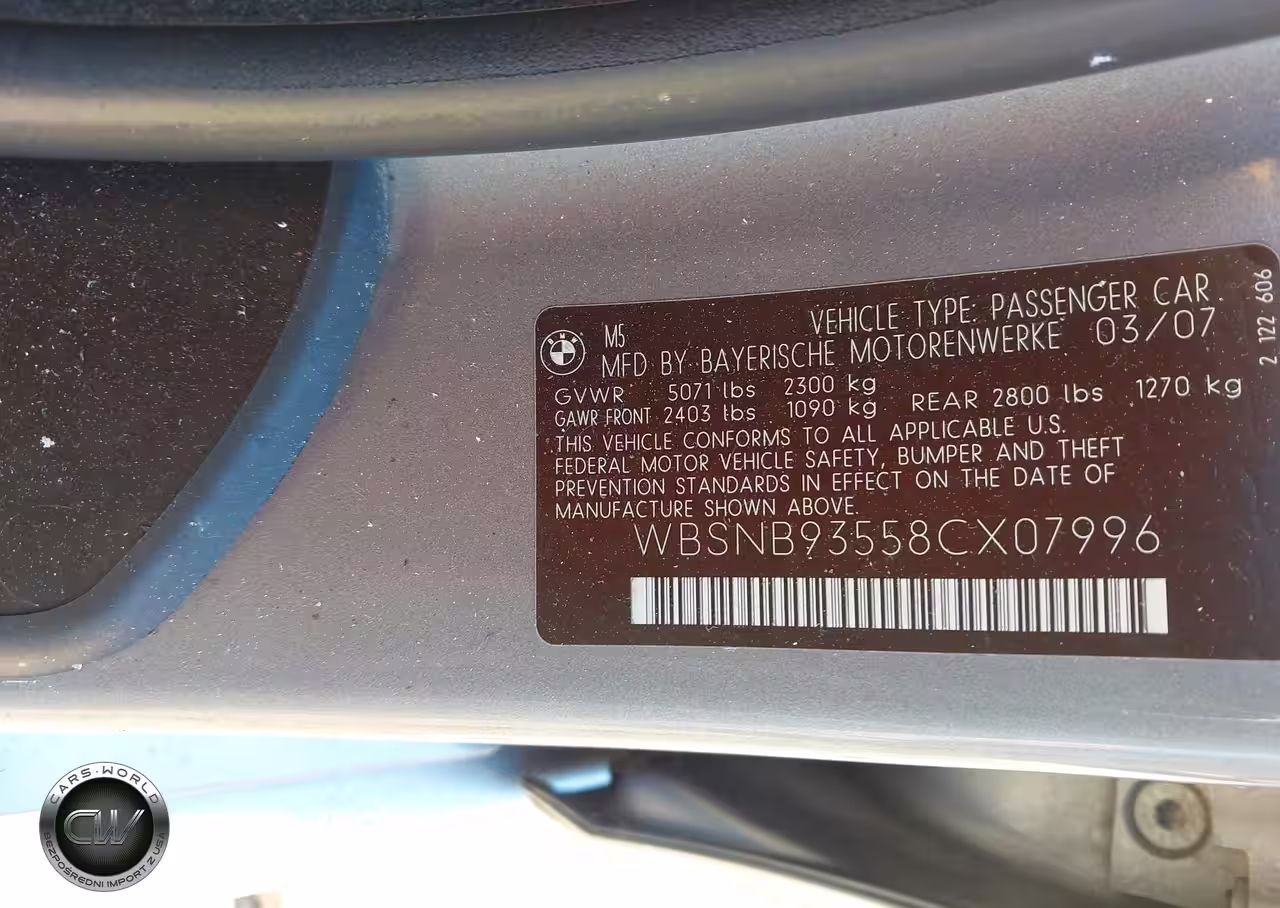 M5
VEHICLE TYPE: PASSENGER CAR
MFD BY BAYERISCHE MOTORENWERKE 03/07
GVWR 5071 lbs 2300 kg
GAWR FRONT 2403 lbs 1090 kg REAR 2800 lbs 1270 kg
THIS VEHICLE CONFORMS TO ALL APPLICABLE U.S.
FEDERAL MOTOR VEHICLE SAFETY, BUMPER AND THEFT
PREVENTION STANDARDS IN EFFECT ON THE DATE OF
MANUFACTURE SHOWN ABOVE.
WBSNB93558CX07996
2 122 606
BMW
CARS·WORLD
CW
BEZPOŚREDNI IMPORT Z USA